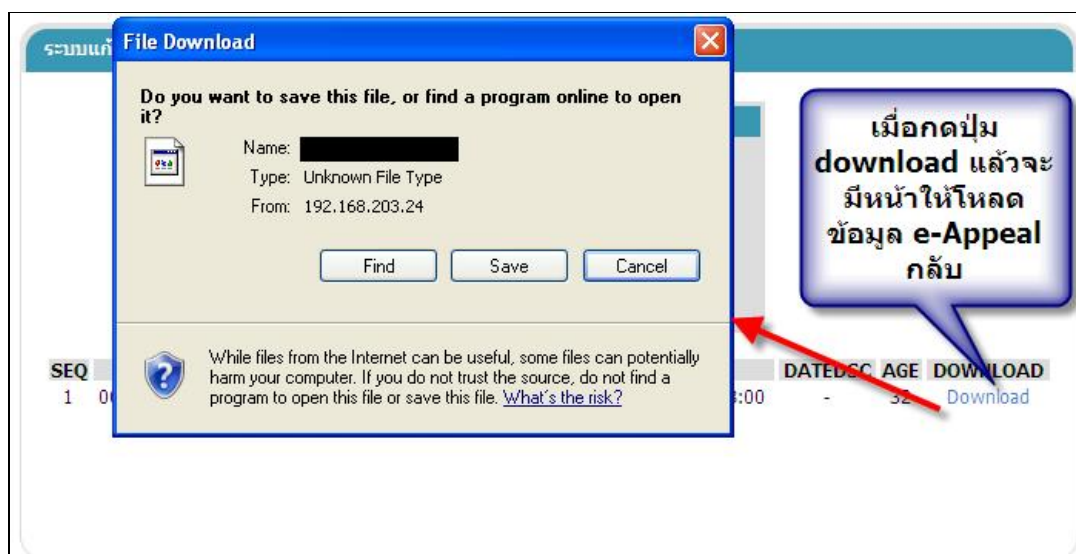 ระบบแก้
File Download
Do you want to save this file, or find a program online to open
it?
Name:
Type: Unknown File Type
From: 192.168.203.24
Find Save Cancel
While files from the Internet can be useful, some files can potentially
harm your computer. If you do not trust the source, do not find a
program to open this file or save this file. What's the risk?
เมื่อกดปุ่ม
download แล้วจะ
มีหน้าให้โหลด
ข้อมูล e-Appeal
กลับ
SEQ DATEDSC AGE DOWNLOAD
1 :00 - 32 Download